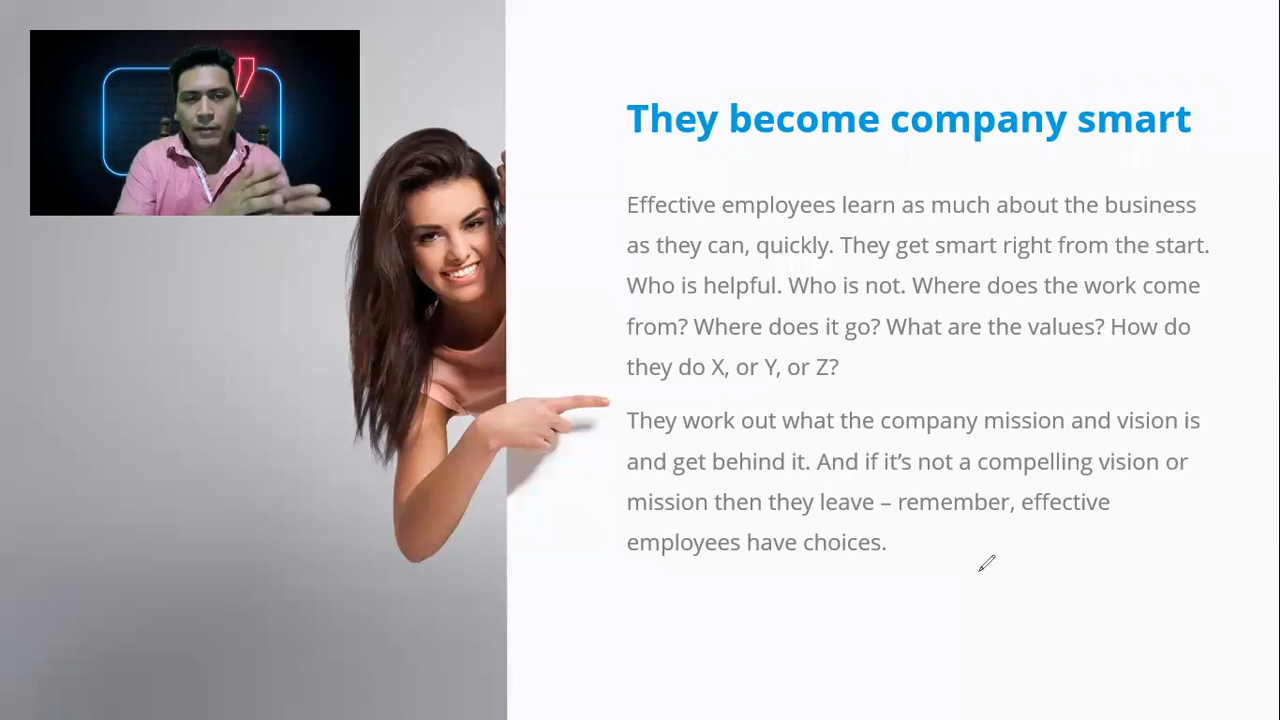 They become company smart
Effective employees learn as much about the business
as they can, quickly. They get smart right from the start.
Who is helpful. Who is not. Where does the work come
from? Where does it go? What are the values? How do
they do X, or Y, or Z?
They work out what the company mission and vision is
and get behind it. And if it’s not a compelling vision or
mission then they leave – remember, effective
employees have choices.